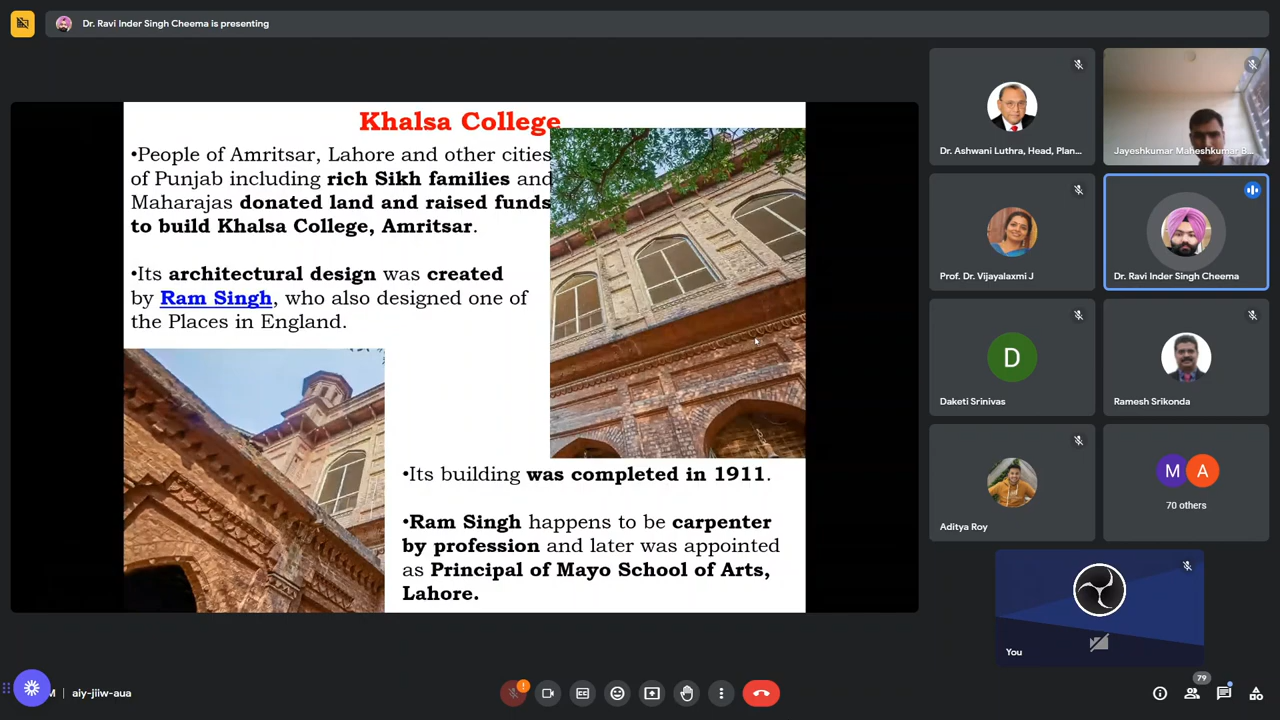 Dr. Ravi Inder Singh Cheema is presenting
Khalsa College
•People of Amritsar, Lahore and other cities
of Punjab including rich Sikh families and
Maharajas donated land and raised funds
to build Khalsa College, Amritsar.
•Its architectural design was created
by Ram Singh, who also designed one of
the Places in England.
•Its building was completed in 1911.
•Ram Singh happens to be carpenter
by profession and later was appointed
as Principal of Mayo School of Arts,
Lahore.
Dr. Ashwani Luthra, Head, Plan...
Jayeshkumar Maheshkumar B...
Prof. Dr. Vijayalaxmi J
Dr. Ravi Inder Singh Cheema
D
Daketi Srinivas
Ramesh Srikonda
Aditya Roy
M A
70 others
You
M | aiy-jiiw-aua
79